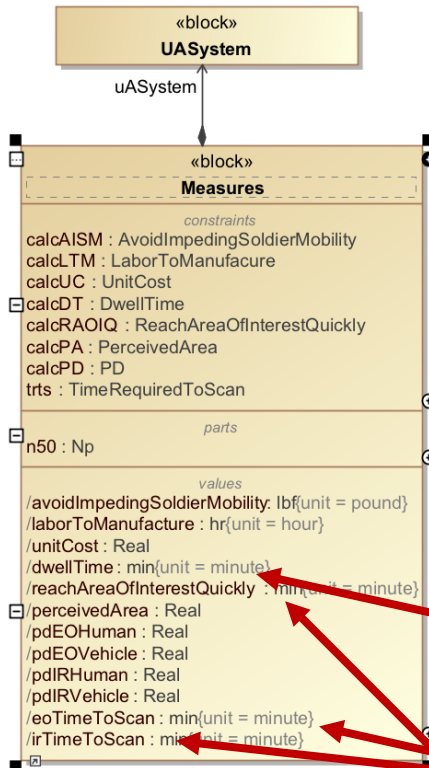 «block»
UASystem
uASystem
«block»
Measures
constraints
calcAISM : AvoidImpedingSoldierMobility
calcLTM : LaborToManufacure
calcUC : UnitCost
calcDT : DwellTime
calcRAOIQ : ReachAreaOfInterestQuickly
calcPA : PerceivedArea
calcPD : PD
trts : TimeRequiredToScan
parts
n50 : Np
values
/avoidImpedingSoldierMobility: lbf{unit = pound}
/laborToManufacture : hr{unit = hour}
/unitCost : Real
/dwellTime : min{unit = minute}
/reachAreaOfInterestQuickly : min{unit = minute}
/perceivedArea : Real
/pdEOHuman : Real
/pdEOVehicle : Real
/pdIRHuman : Real
/pdIRVehicle : Real
/eoTimeToScan : min{unit = minute}
/irTimeToScan : min{unit = minute}